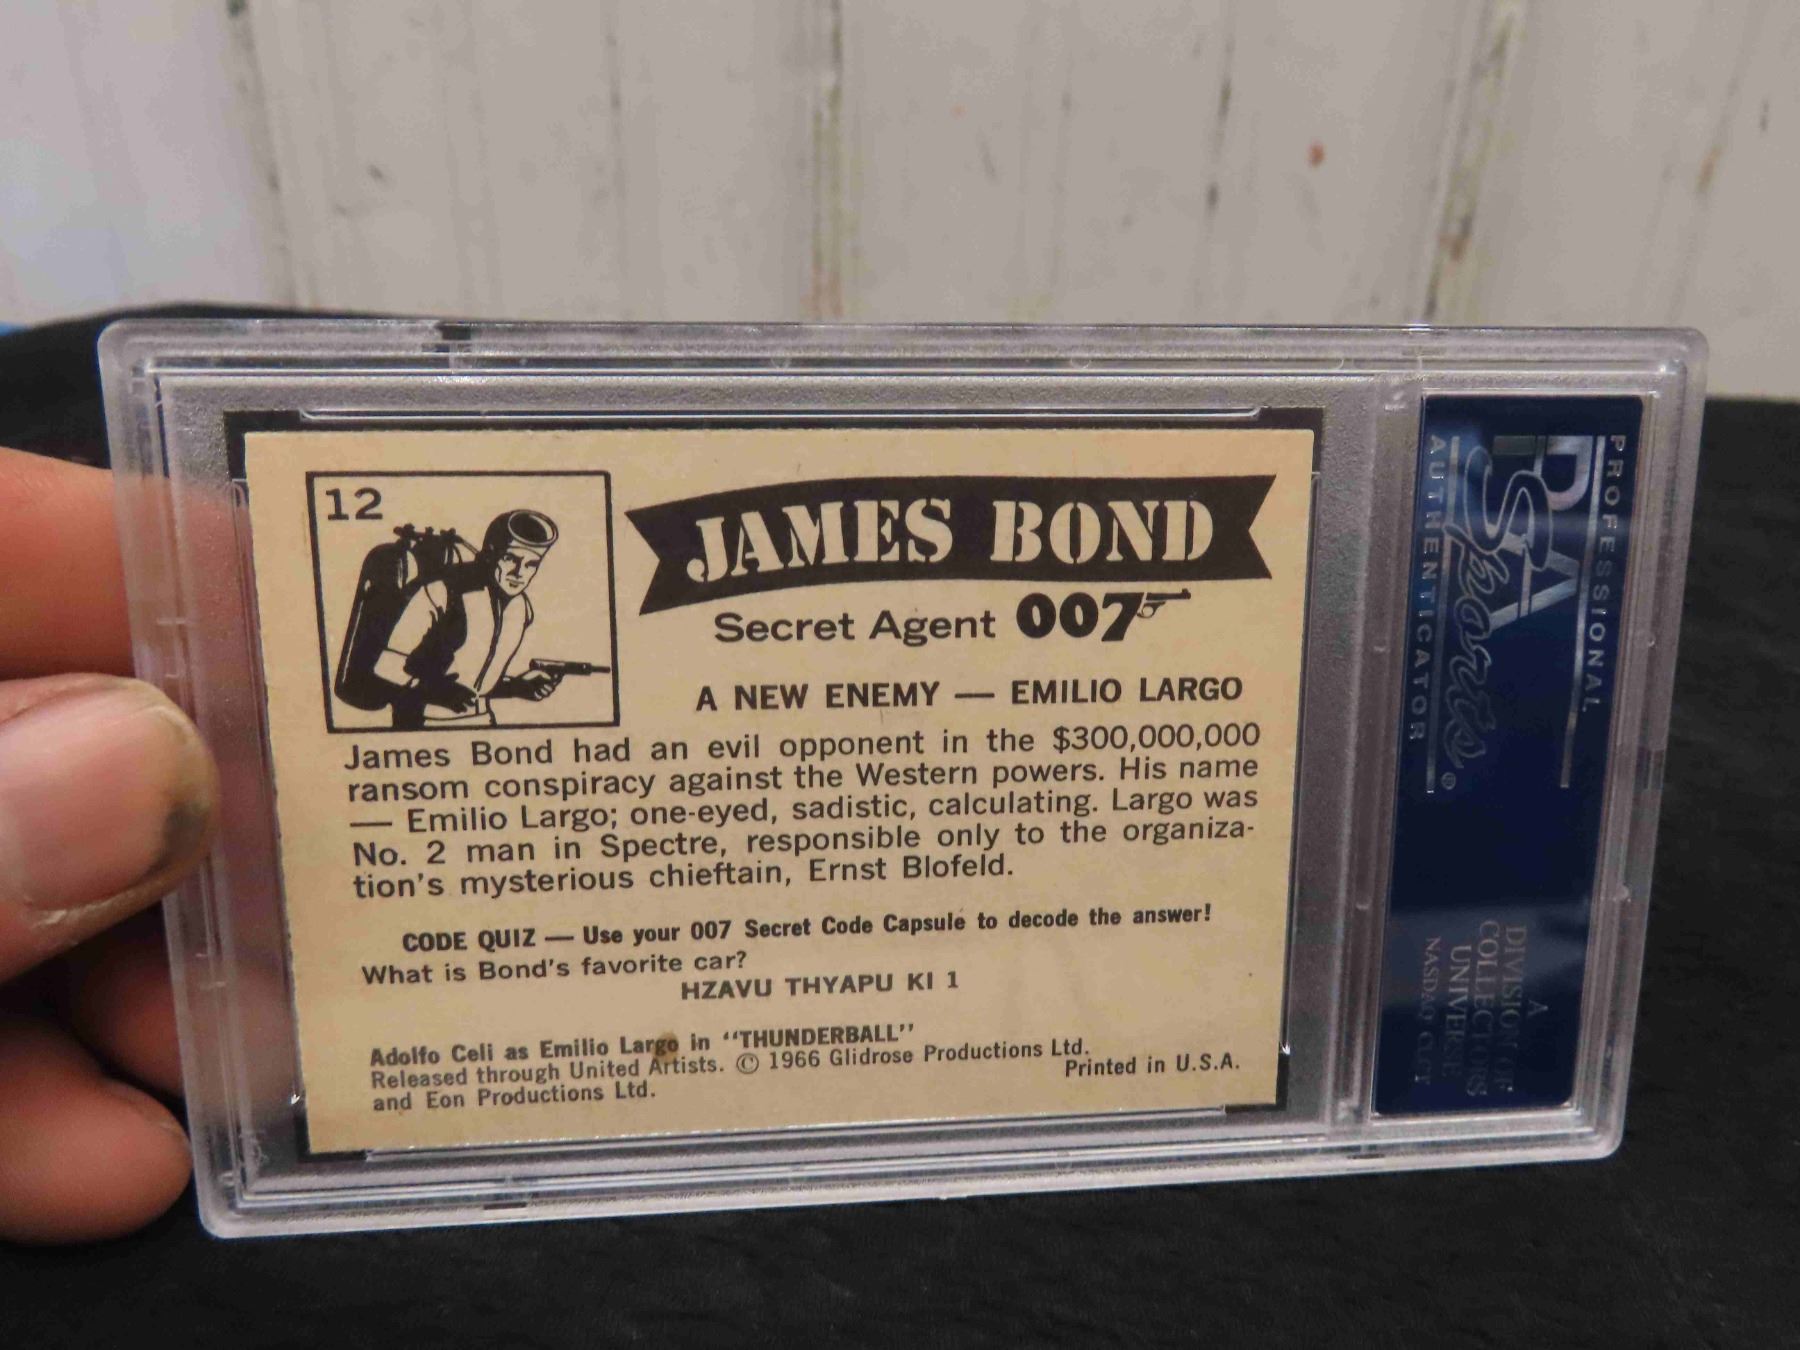 12
JAMES BOND
Secret Agent 007
A NEW ENEMY — EMILIO LARGO
James Bond had an evil opponent in the $300,000,000
ransom conspiracy against the Western powers. His name
— Emilio Largo; one-eyed, sadistic, calculating. Largo was
No. 2 man in Spectre, responsible only to the organiza-
tion's mysterious chieftain, Ernst Blofeld.
CODE QUIZ — Use your 007 Secret Code Capsule to decode the answer!
What is Bond's favorite car?
HZAVU THYAPU KI 1
Adolfo Celi as Emilio Largo in "THUNDERBALL"
Released through United Artists. © 1966 Glidrose Productions Ltd.
and Eon Productions Ltd.
Printed in U.S.A.
PROFESSIONAL
PSA
Sports®
AUTHENTICATOR
A
DIVISION OF
COLLECTORS
UNIVERSE
NASDAQ CLCT